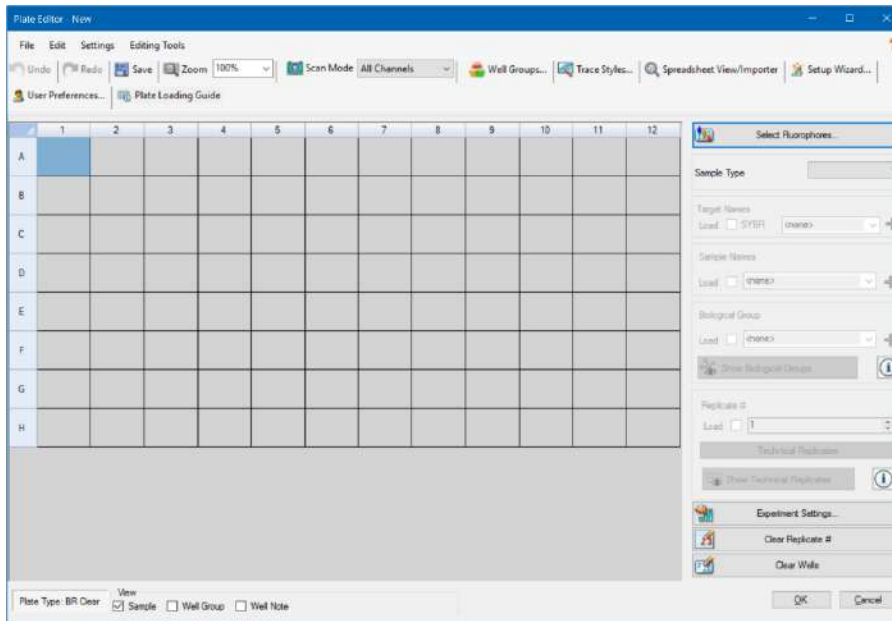 Plate Editor - New
File Edit Settings Editing Tools
Undo Redo Save Zoom 100% Scan Mode All Channels Well Groups... Trace Styles... Spreadsheet View/Importer Setup Wizard...
User Preferences... Plate Loading Guide
1 2 3 4 5 6 7 8 9 10 11 12
Select Fluorophores...
A
Sample Type
B
Target Names
Load SYBR <none>
C
Sample Names
D
Load <none>
E
Biological Group
Load <none>
F
Show Biological Groups
G
Replicate #
H
Load 1
Technical Replicates
Show Technical Replicates
Experiment Settings...
Clear Replicate #
Clear Wells
Plate Type: BR Clear
View
Sample Well Group Well Note
OK Cancel